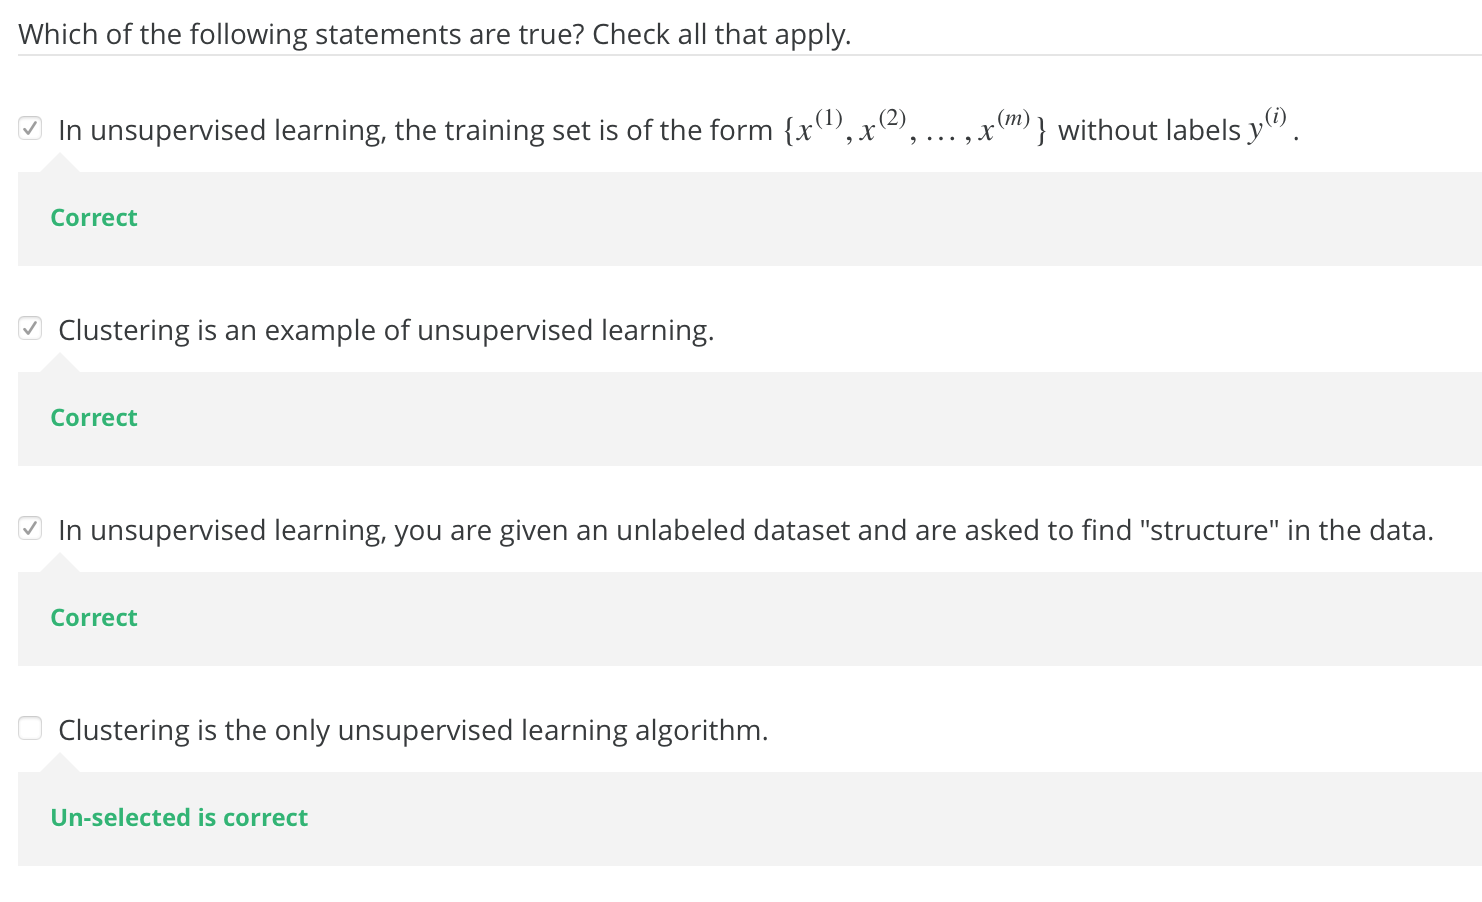 Which of the following statements are true? Check all that apply.
In unsupervised learning, the training set is of the form {x⁽¹⁾, x⁽²⁾, … , x⁽ᵐ⁾} without labels y⁽ⁱ⁾.
Correct
Clustering is an example of unsupervised learning.
Correct
In unsupervised learning, you are given an unlabeled dataset and are asked to find "structure" in the data.
Correct
Clustering is the only unsupervised learning algorithm.
Un-selected is correct